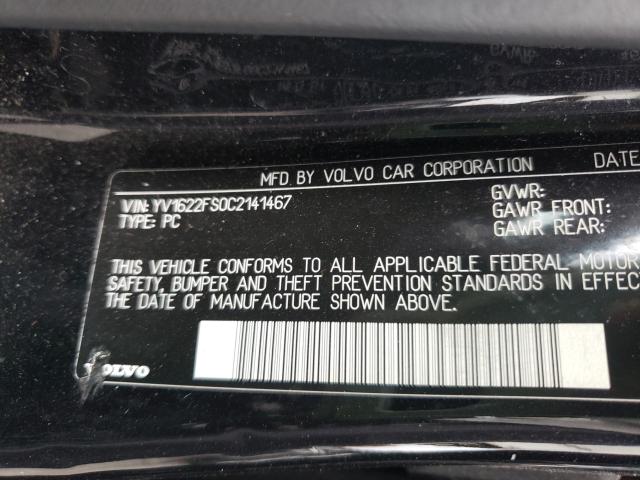 MFD BY VOLVO CAR CORPORATION DATE
VIN: YV1622FS0C2141467
TYPE: PC
GVWR:
GAWR FRONT:
GAWR REAR:
THIS VEHICLE CONFORMS TO ALL APPLICABLE FEDERAL MOTOR
SAFETY, BUMPER AND THEFT PREVENTION STANDARDS IN EFFECT
THE DATE OF MANUFACTURE SHOWN ABOVE.
VOLVO